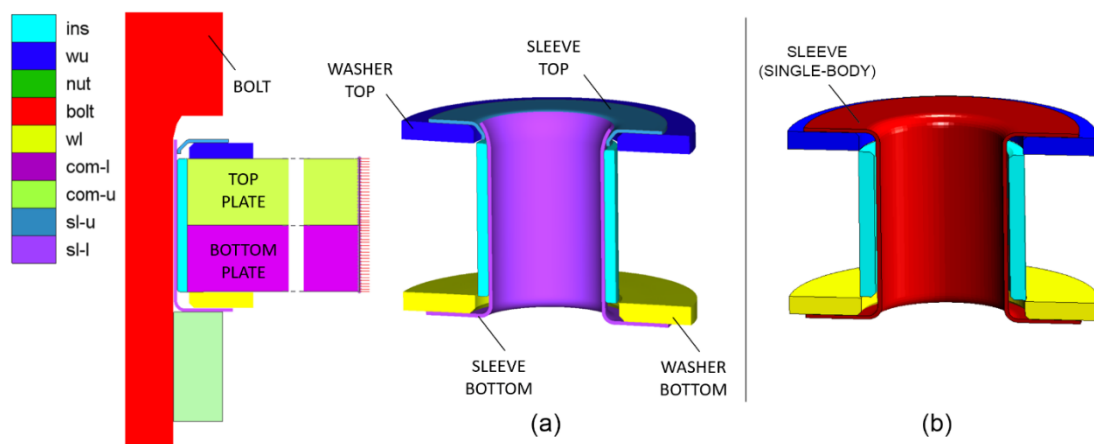 ins
wu
nut
bolt
wl
com-l
com-u
sl-u
sl-l
BOLT
TOP
PLATE
BOTTOM
PLATE
WASHER
TOP
SLEEVE
TOP
SLEEVE
BOTTOM
WASHER
BOTTOM
(a)
SLEEVE
(SINGLE-BODY)
(b)